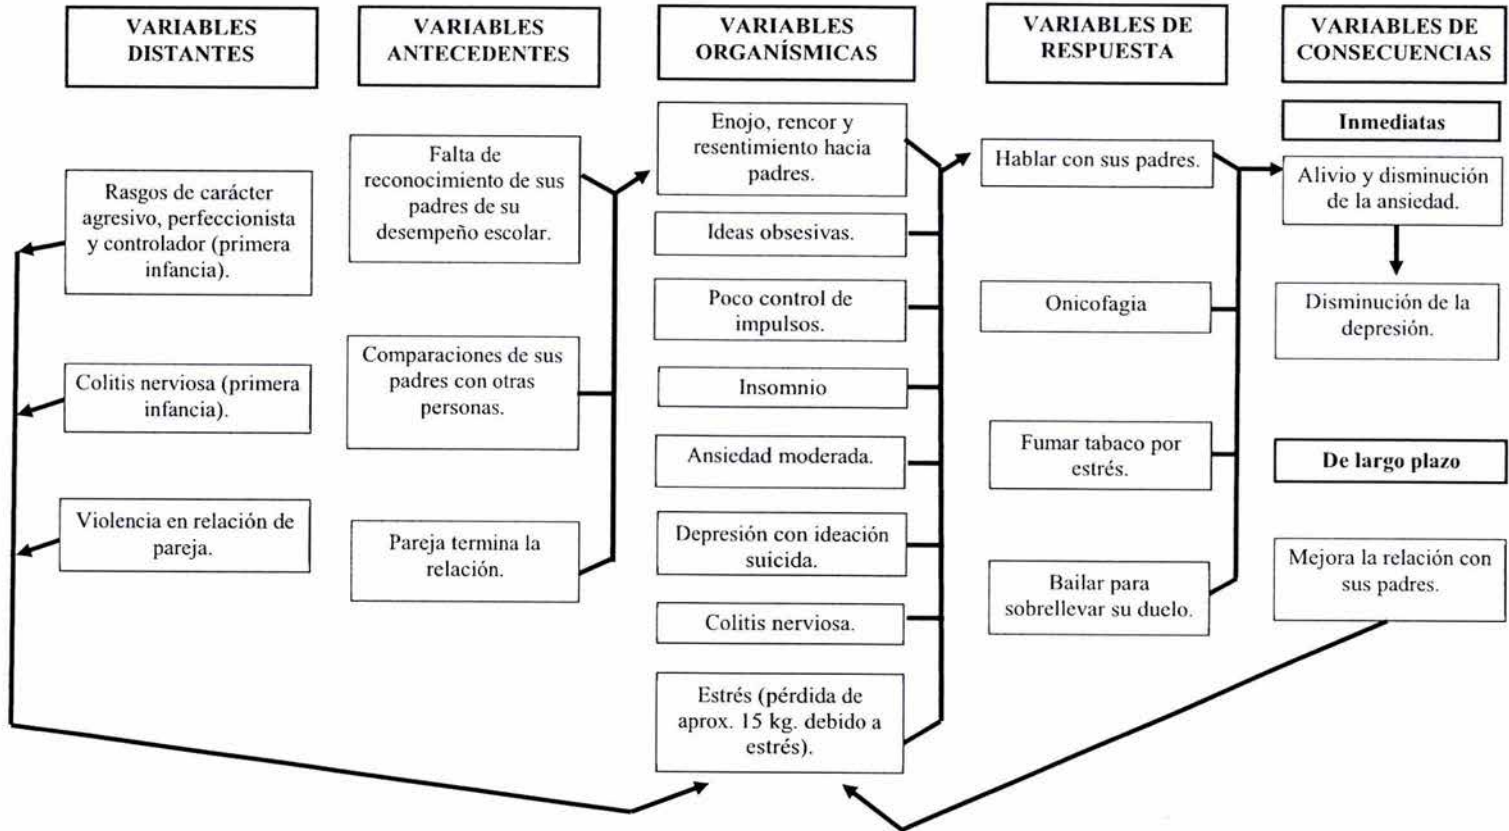 VARIABLES
DISTANTES
Rasgos de carácter
agresivo, perfeccionista
y controlador (primera
infancia).
Colitis nerviosa (primera
infancia).
Violencia en relación de
pareja.
VARIABLES
ANTECEDENTES
Falta de
reconocimiento de sus
padres de su
desempeño escolar.
Comparaciones de sus
padres con otras
personas.
Pareja termina la
relación.
VARIABLES
ORGANÍSMICAS
Enojo, rencor y
resentimiento hacia
padres.
Ideas obsesivas.
Poco control de
impulsos.
Insomnio
Ansiedad moderada.
Depresión con ideación
suicida.
Colitis nerviosa.
Estrés (pérdida de
aprox. 15 kg. debido a
estrés).
VARIABLES DE
RESPUESTA
Hablar con sus padres.
Onicofagia
Fumar tabaco por
estrés.
Bailar para
sobrellevar su duelo.
VARIABLES DE
CONSECUENCIAS
Inmediatas
Alivio y disminución
de la ansiedad.
Disminución de la
depresión.
De largo plazo
Mejora la relación con
sus padres.